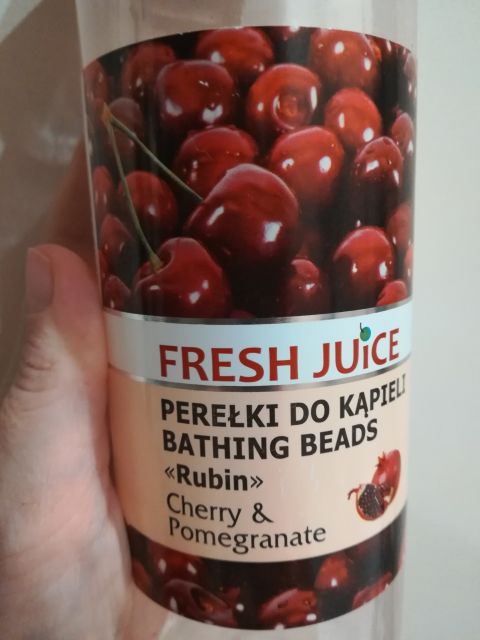 FRESH JUiCE
PEREŁKI DO KĄPIELI
BATHING BEADS
«Rubin»
Cherry &
Pomegranate